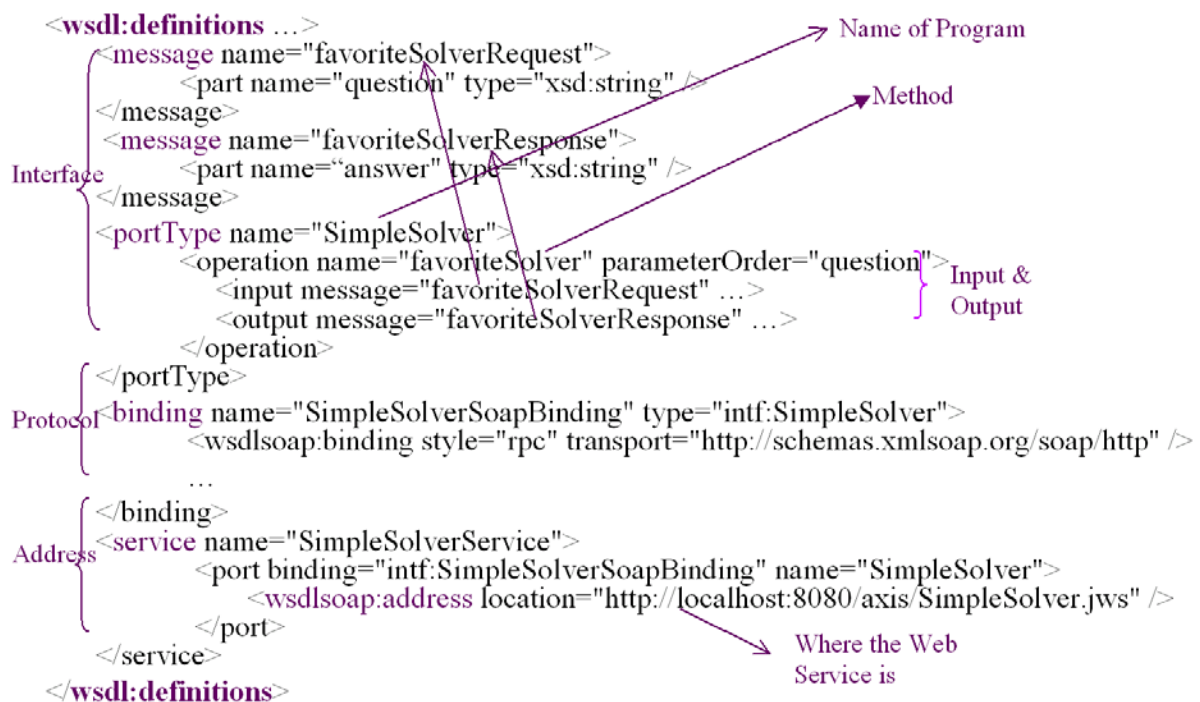 <wsdl:definitions …>
<message name="favoriteSolverRequest">
<part name="question" type="xsd:string" />
</message>
<message name="favoriteSolverResponse">
<part name=“answer" type="xsd:string" />
</message>
<portType name="SimpleSolver">
<operation name="favoriteSolver" parameterOrder="question">
<input message="favoriteSolverRequest" …>
<output message="favoriteSolverResponse" …>
</operation>
</portType>
<binding name="SimpleSolverSoapBinding" type="intf:SimpleSolver">
<wsdlsoap:binding style="rpc" transport="http://schemas.xmlsoap.org/soap/http" />
…
</binding>
<service name="SimpleSolverService">
<port binding="intf:SimpleSolverSoapBinding" name="SimpleSolver">
<wsdlsoap:address location="http://localhost:8080/axis/SimpleSolver.jws" />
</port>
</service>
</wsdl:definitions>
Interface
Protocol
Address
Name of Program
Method
Input &
Output
Where the Web
Service is